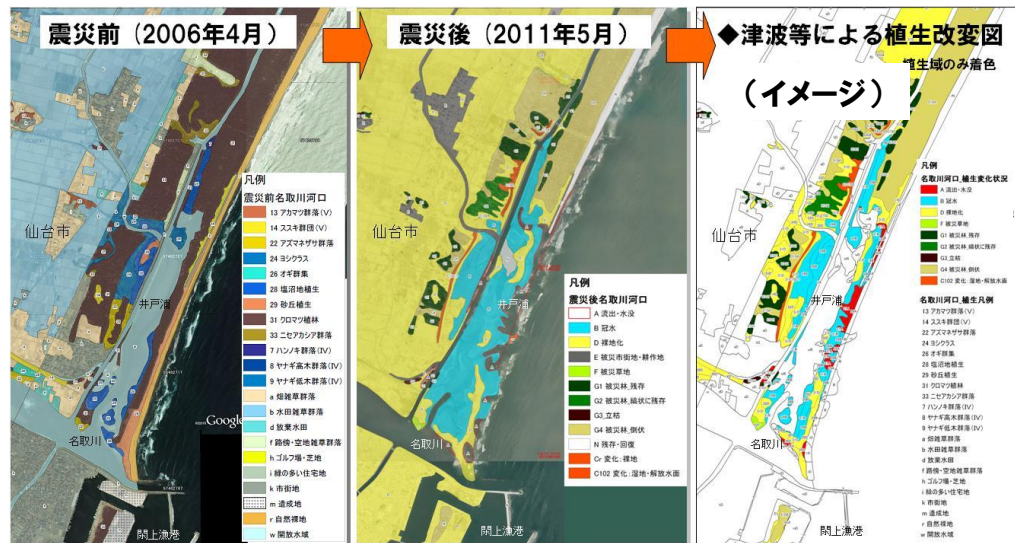 震災前（2006年4月）
仙台市
名取川
閖上漁港
Google
凡例
震災前名取川河口
13 アカマツ群落(V)
14 ススキ群団(V)
22 アズマネザサ群落
24 ヨシクラス
26 オギ群集
28 塩沼地植生
29 砂丘植生
31 クロマツ植林
33 ニセアカシア群落
7 ハンノキ群落(IV)
8 ヤナギ高木群落(IV)
9 ヤナギ低木群落(IV)
a 畑雑草群落
b 水田雑草群落
d 放棄水田
f 路傍・空地雑草群落
h ゴルフ場・芝地
i 緑の多い住宅地
k 市街地
m 造成地
r 自然裸地
w 開放水域
震災後（2011年5月）
井戸浦
名取川
凡例
震災後名取川河口
A 流出・水没
B 冠水
D 裸地化
E 被災市街地・耕作地
F 被災草地
G1 被災林_残存
G2 被災林_縞状に残存
G3_立枯
G4 被災林_倒伏
N 残存・回復
Cr 変化：裸地
C102 変化：湿地・解放水面
◆津波等による植生改変図
植生域のみ着色
（イメージ）
仙台市
井戸浦
名取川
閖上漁港
凡例
名取川河口_植生変化状況
A 流出・水没
B 冠水
D 裸地化
F 被災草地
G1 被災林_残存
G2 被災林_縞状に残存
G3_立枯
G4 被災林_倒伏
C102 変化：湿地・解放水面
名取川河口_植生凡例
13 アカマツ群落(V)
14 ススキ群団(V)
22 アズマネザサ群落
24 ヨシクラス
26 オギ群集
28 塩沼地植生
29 砂丘植生
31 クロマツ植林
33 ニセアカシア群落
7 ハンノキ群落(IV)
8 ヤナギ高木群落(IV)
9 ヤナギ低木群落(IV)
a 畑雑草群落
b 水田雑草群落
d 放棄水田
f 路傍・空地雑草群落
h ゴルフ場・芝地
i 緑の多い住宅地
k 市街地
m 造成地
r 自然裸地
w 開放水域